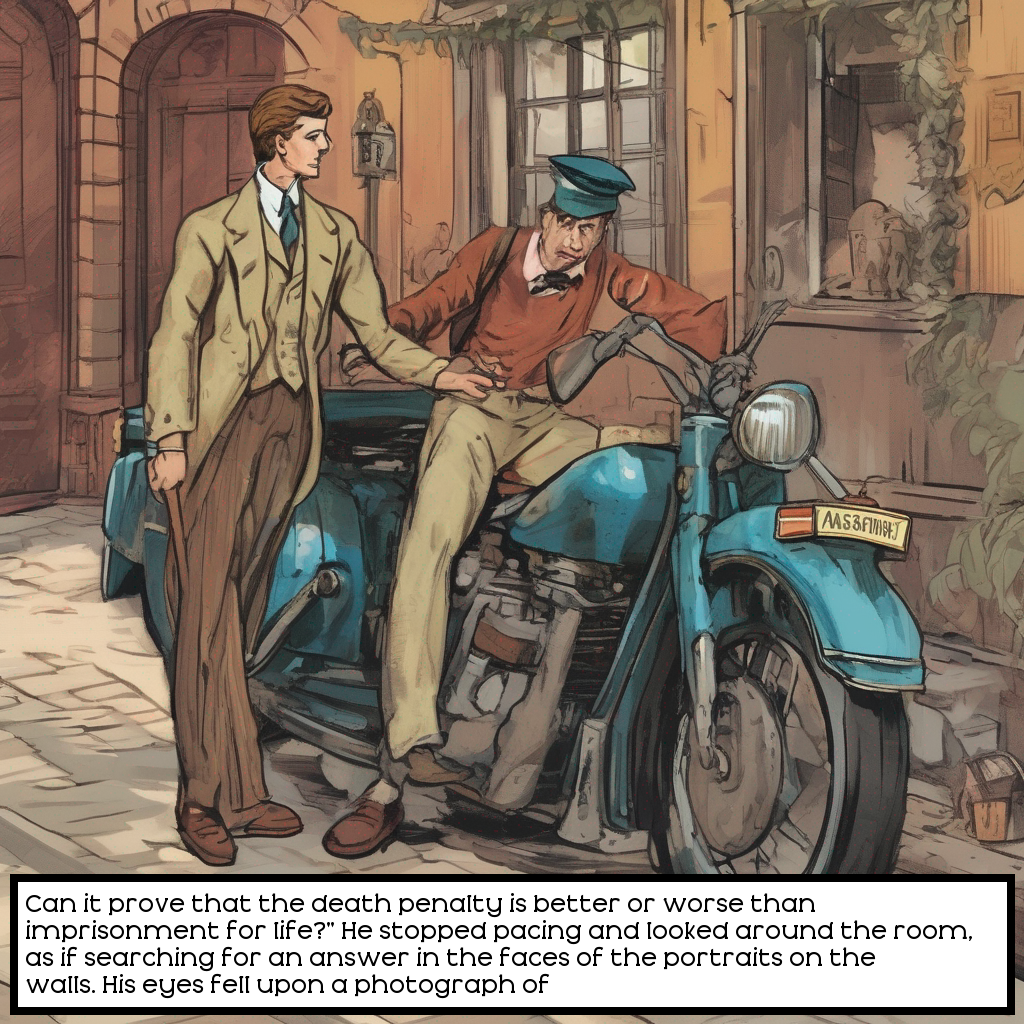 Can it prove that the death penalty is better or worse than
imprisonment for life?" He stopped pacing and looked around the room,
as if searching for an answer in the faces of the portraits on the
walls. His eyes fell upon a photograph of